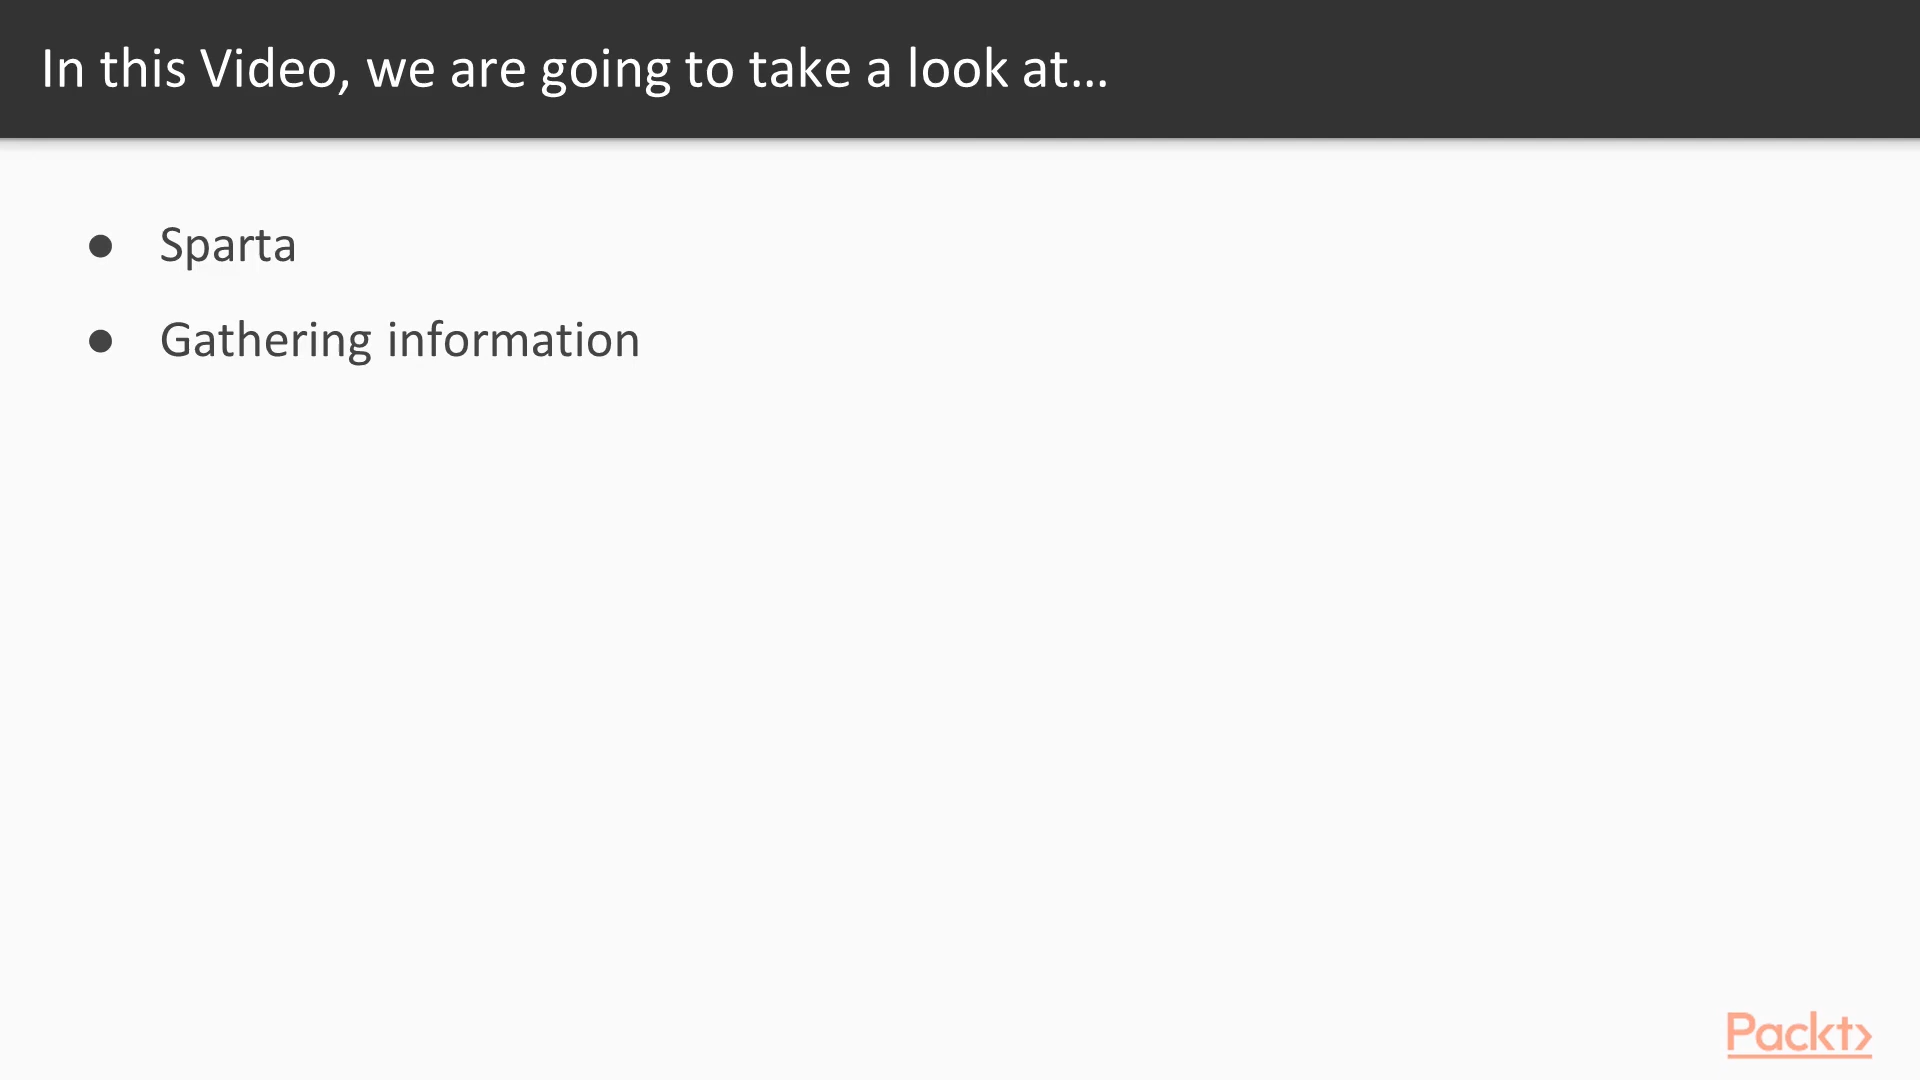 In this Video, we are going to take a look at...
● Sparta
● Gathering information
Packt>